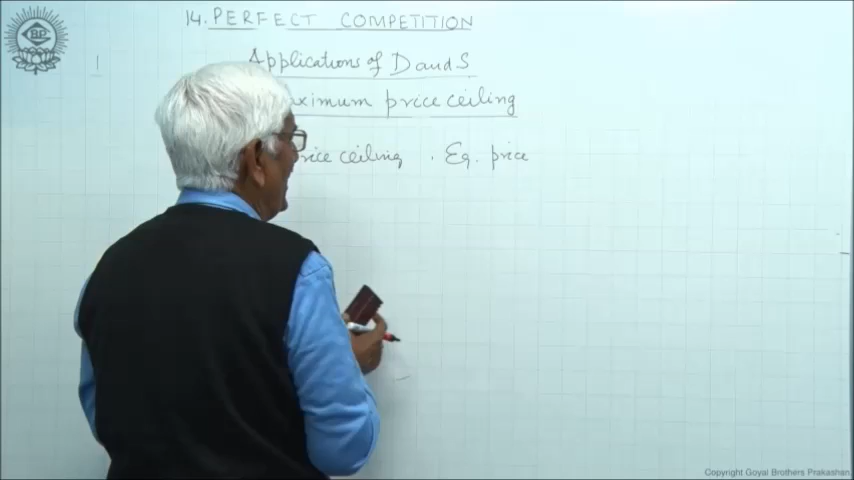 14. PERFECT COMPETITION
Applications of D and S
aximum price ceiling
rice ceiling . Eq. price
GBP
Copyright Goyal Brothers Prakashan.